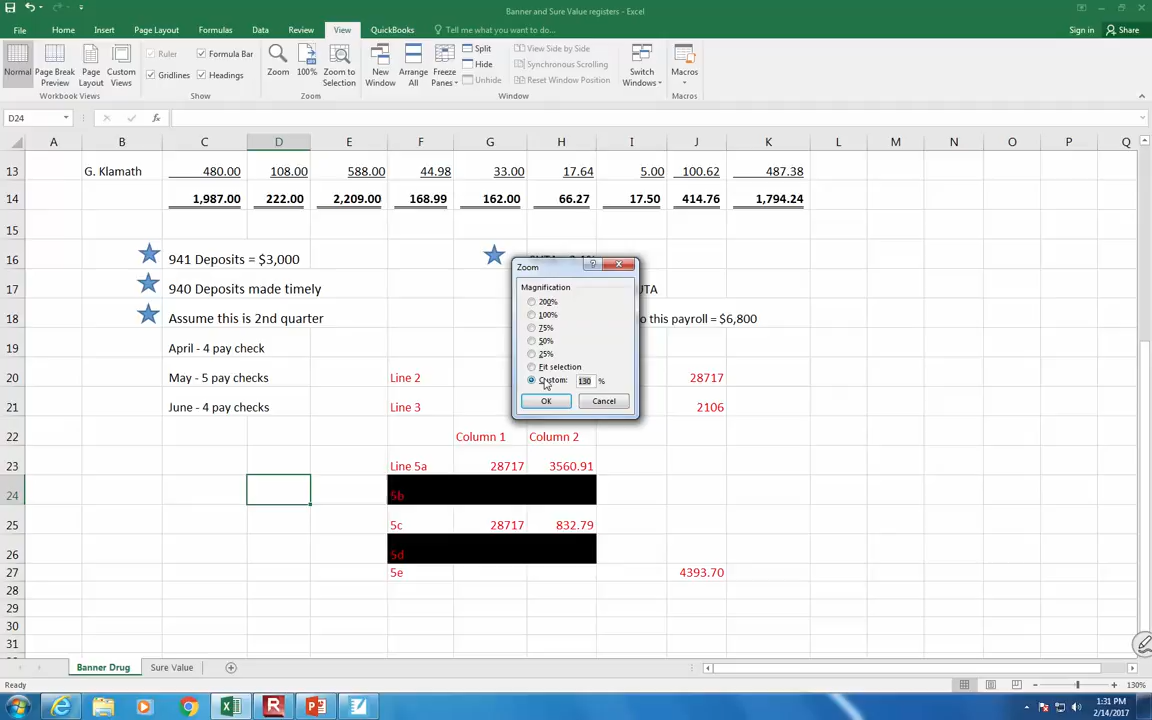 Banner and Sure Value registers - Excel
File Home Insert Page Layout Formulas Data Review View QuickBooks Tell me what you want to do... Sign in Share
Normal Page Break Preview Page Layout Custom Views
Ruler Formula Bar
Gridlines Headings
Zoom 100% Zoom to Selection
New Window Arrange All Freeze Panes
Split
Hide
Unhide
View Side by Side
Synchronous Scrolling
Reset Window Position
Switch Windows Macros
Workbook Views Show Zoom Window Macros
D24 fx
A B C D E F G H I J K L M N O P Q
13 G. Klamath 480.00 108.00 588.00 44.98 33.00 17.64 5.00 100.62 487.38
14 1,987.00 222.00 2,209.00 168.99 162.00 66.27 17.50 414.76 1,794.24
15
16 941 Deposits = $3,000
17 940 Deposits made timely UTA
18 Assume this is 2nd quarter o this payroll = $6,800
19 April - 4 pay check
20 May - 5 pay checks Line 2 28717
21 June - 4 pay checks Line 3 2106
22 Column 1 Column 2
23 Line 5a 28717 3560.91
24 5b
25 5c 28717 832.79
26 5d
27 5e 4393.70
28
29
30
31
Zoom ?
Magnification
200%
100%
75%
50%
25%
Fit selection
Custom: 130 %
OK Cancel
Banner Drug Sure Value
Ready 130%
1:31 PM
2/14/2017